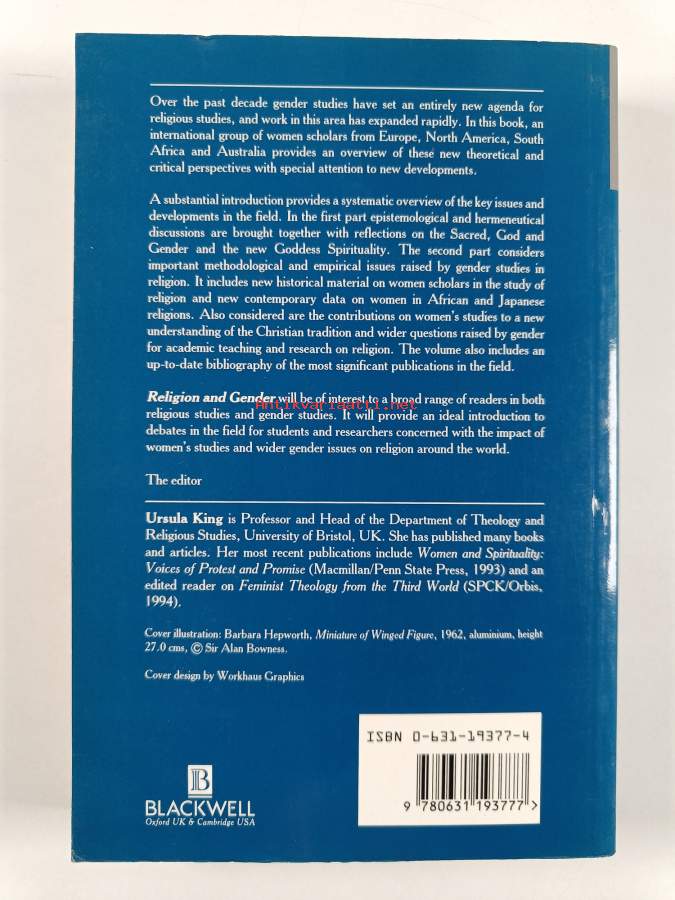 Over the past decade gender studies have set an entirely new agenda for
religious studies, and work in this area has expanded rapidly. In this book, an
international group of women scholars from Europe, North America, South
Africa and Australia provides an overview of these new theoretical and
critical perspectives with special attention to new developments.
A substantial introduction provides a systematic overview of the key issues and
developments in the field. In the first part epistemological and hermeneutical
discussions are brought together with reflections on the Sacred, God and
Gender and the new Goddess Spirituality. The second part considers
important methodological and empirical issues raised by gender studies in
religion. It includes new historical material on women scholars in the study of
religion and new contemporary data on women in African and Japanese
religions. Also considered are the contributions on women's studies to a new
understanding of the Christian tradition and wider questions raised by gender
for academic teaching and research on religion. The volume also includes an
up-to-date bibliography of the most significant publications in the field.
Religion and Gender will be of interest to a broad range of readers in both
Antikvariaatti.net
religious studies and gender studies. It will provide an ideal introduction to
debates in the field for students and researchers concerned with the impact of
women's studies and wider gender issues on religion around the world.
The editor
Ursula King is Professor and Head of the Department of Theology and
Religious Studies, University of Bristol, UK. She has published many books
and articles. Her most recent publications include Women and Spirituality:
Voices of Protest and Promise (Macmillan/Penn State Press, 1993) and an
edited reader on Feminist Theology from the Third World (SPCK/Orbis,
1994).
Cover illustration: Barbara Hepworth, Miniature of Winged Figure, 1962, aluminium, height
27.0 cms, © Sir Alan Bowness.
Cover design by Workhaus Graphics
ISBN 0-631-19377-4
9 780631 193777 >
B
BLACKWELL
Oxford UK & Cambridge USA